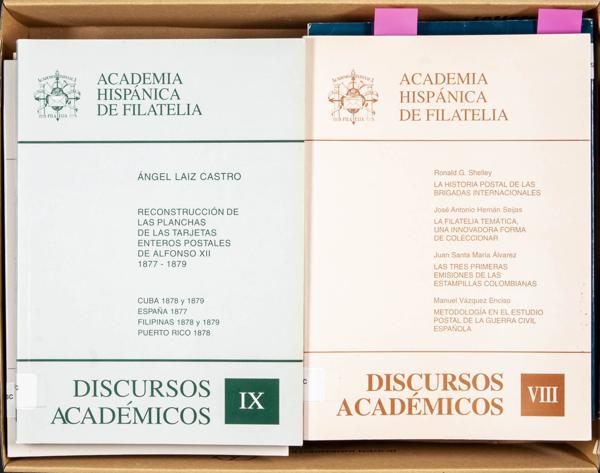 ACADEMIA
HISPÁNICA
DE FILATELIA
FILATELIA
ÁNGEL LAIZ CASTRO
RECONSTRUCCIÓN DE
LAS PLANCHAS
DE LAS TARJETAS
ENTEROS POSTALES
DE ALFONSO XII
1877 - 1879
CUBA 1878 y 1879
ESPAÑA 1877
FILIPINAS 1878 y 1879
PUERTO RICO 1878
DISCURSOS
ACADÉMICOS
IX
ACADEMIA
HISPÁNICA
DE FILATELIA
FILATELIA
Ronald G. Shelley
LA HISTORIA POSTAL DE LAS
BRIGADAS INTERNACIONALES
José Antonio Hernán Seijas
LA FILATELIA TEMÁTICA,
UNA INNOVADORA FORMA
DE COLECCIONAR
Juan Santa María Álvarez
LAS TRES PRIMERAS
EMISIONES DE LAS
ESTAMPILLAS COLOMBIANAS
Manuel Vázquez Enciso
METODOLOGÍA EN EL ESTUDIO
POSTAL DE LA GUERRA CIVIL
ESPAÑOLA
DISCURSOS
ACADÉMICOS
VIII